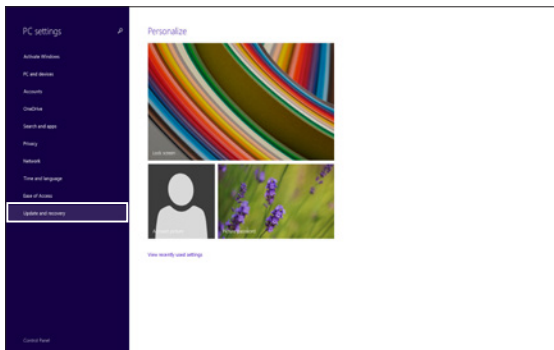 PC settings
Activate Windows
PC and devices
Accounts
OneDrive
Search and apps
Privacy
Network
Time and language
Ease of Access
Update and recovery
Control Panel
Personalize
Lock screen
View recently used settings